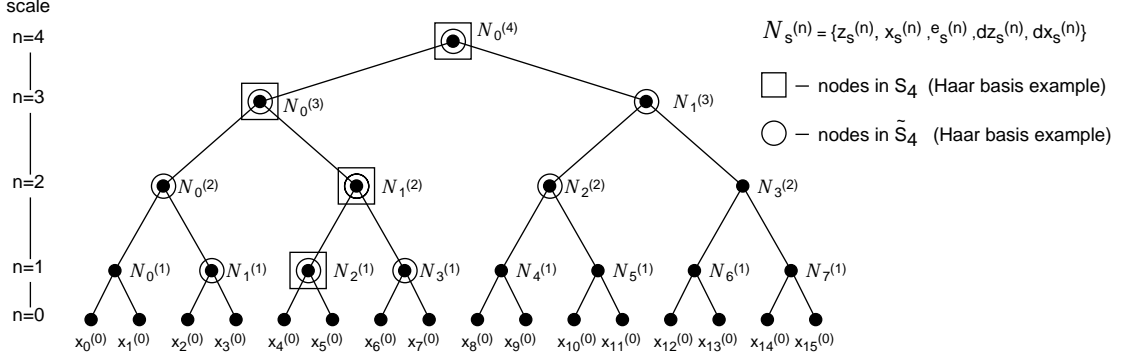 scale
n=4
n=3
n=2
n=1
n=0
N₀⁽⁴⁾
N₀⁽³⁾ N₁⁽³⁾
N₀⁽²⁾ N₁⁽²⁾ N₂⁽²⁾ N₃⁽²⁾
N₀⁽¹⁾ N₁⁽¹⁾ N₂⁽¹⁾ N₃⁽¹⁾ N₄⁽¹⁾ N₅⁽¹⁾ N₆⁽¹⁾ N₇⁽¹⁾
x₀⁽⁰⁾ x₁⁽⁰⁾ x₂⁽⁰⁾ x₃⁽⁰⁾ x₄⁽⁰⁾ x₅⁽⁰⁾ x₆⁽⁰⁾ x₇⁽⁰⁾ x₈⁽⁰⁾ x₉⁽⁰⁾ x₁₀⁽⁰⁾ x₁₁⁽⁰⁾ x₁₂⁽⁰⁾ x₁₃⁽⁰⁾ x₁₄⁽⁰⁾ x₁₅⁽⁰⁾
Nₛ⁽ⁿ⁾ = {zₛ⁽ⁿ⁾, xₛ⁽ⁿ⁾ ,eₛ⁽ⁿ⁾ ,dzₛ⁽ⁿ⁾, dxₛ⁽ⁿ⁾}
– nodes in S₄ (Haar basis example)
– nodes in S̃₄ (Haar basis example)